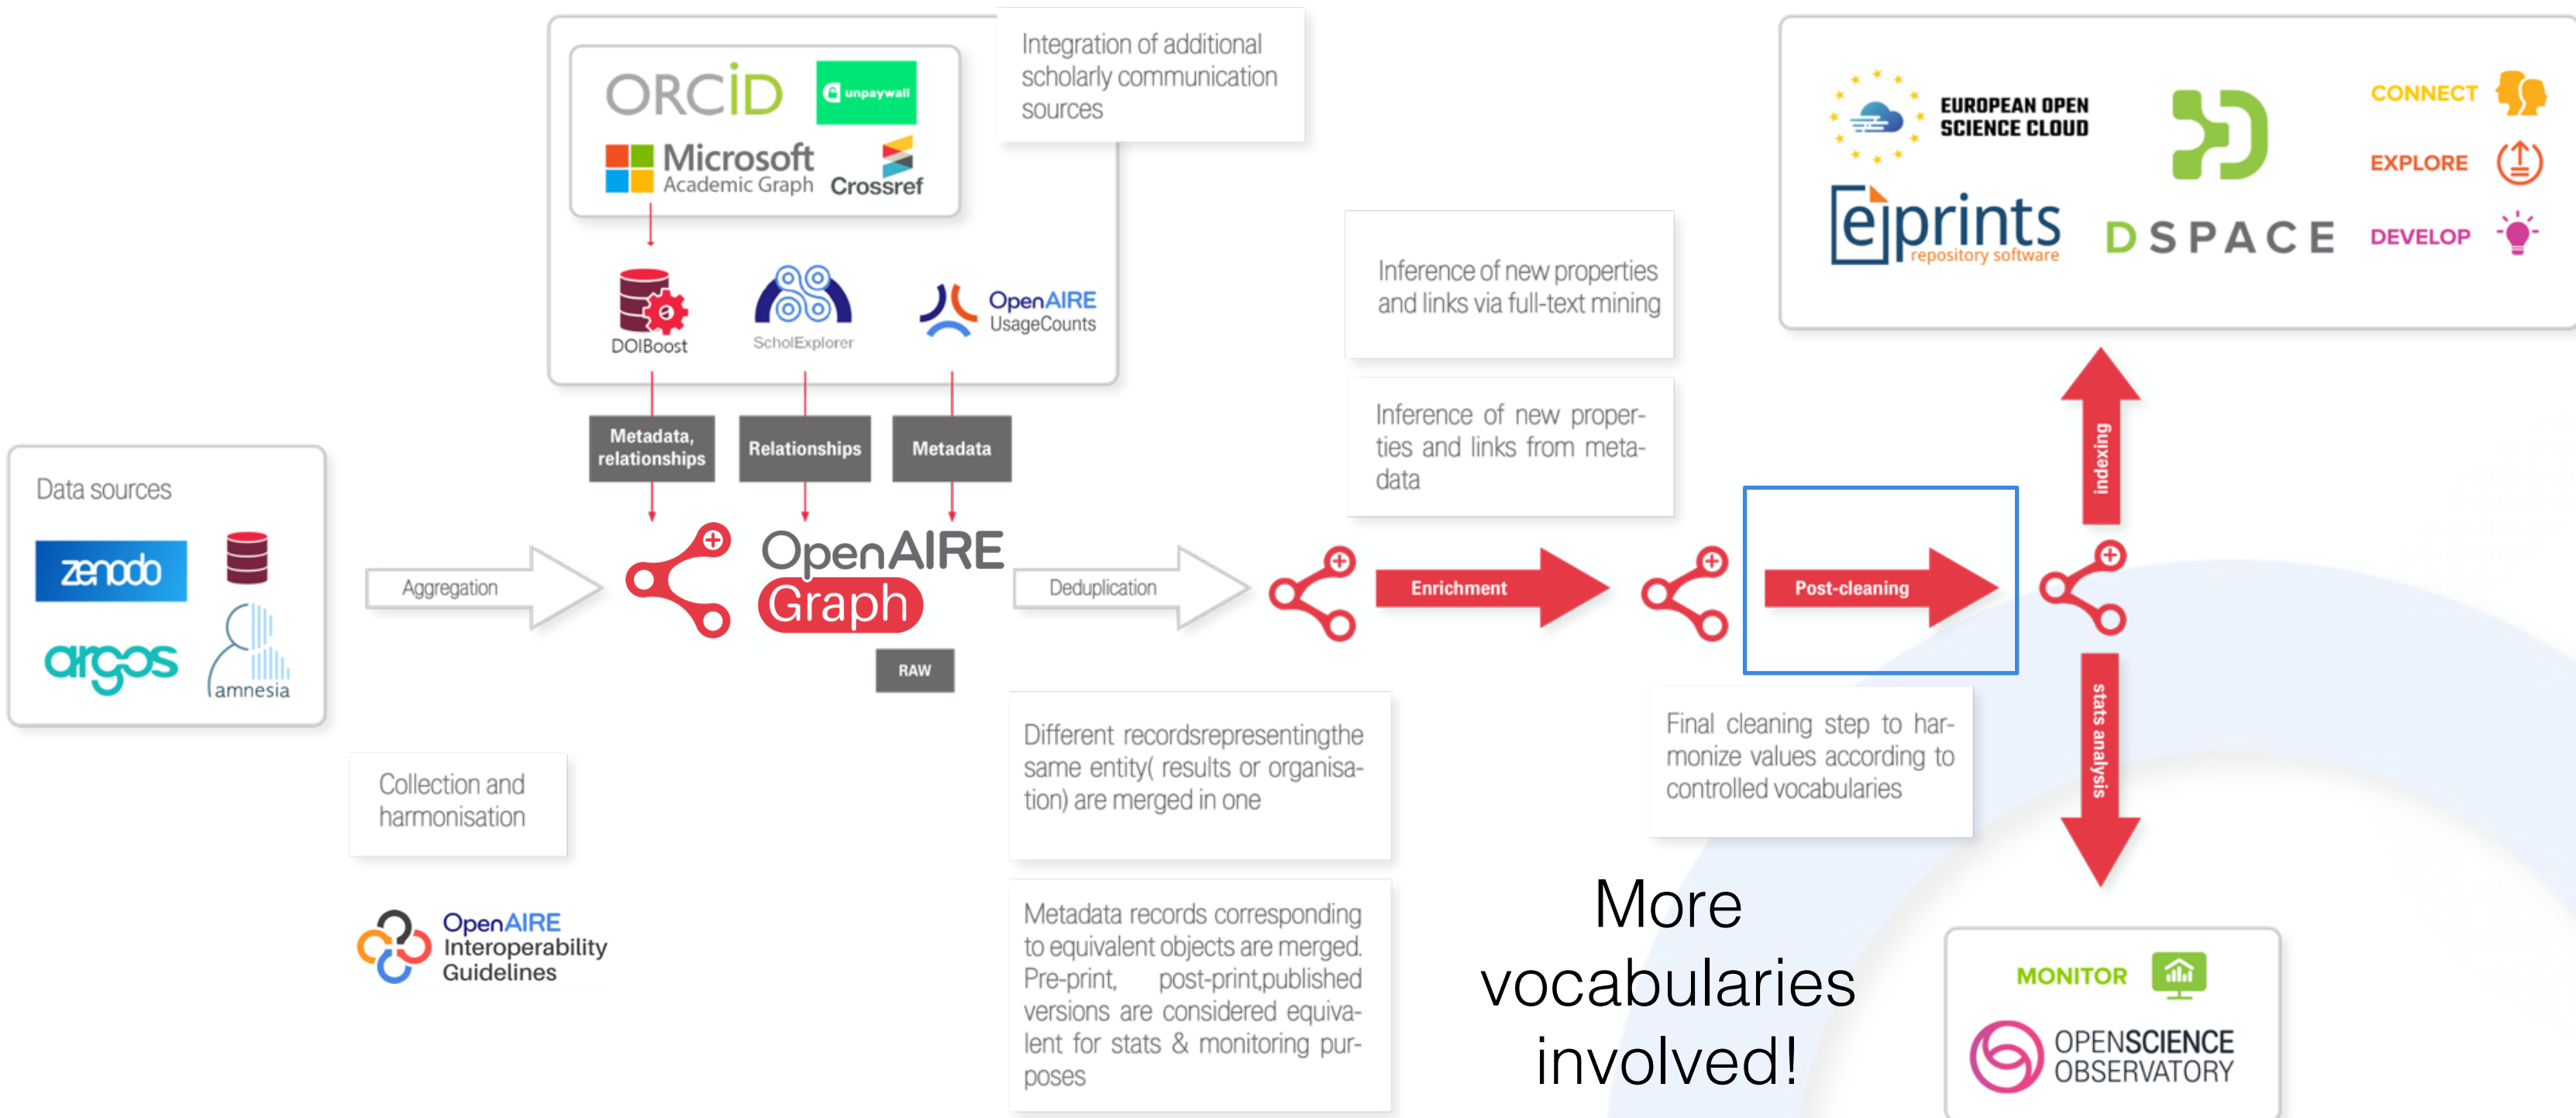 Integration of additional
scholarly communication
sources
ORCiD
unpaywall
Microsoft
Academic Graph
Crossref
DOIBoost
ScholExplorer
OpenAIRE
UsageCounts
Metadata,
relationships
Relationships
Metadata
Data sources
zenodo
argos
amnesia
Aggregation
OpenAIRE
Graph
RAW
Collection and
harmonisation
OpenAIRE
Interoperability
Guidelines
Deduplication
Different recordsrepresentingthe
same entity( results or organisa-
tion) are merged in one
Metadata records corresponding
to equivalent objects are merged.
Pre-print, post-print,published
versions are considered equiva-
lent for stats & monitoring pur-
poses
Inference of new properties
and links via full-text mining
Inference of new proper-
ties and links from meta-
data
Enrichment
Post-cleaning
Final cleaning step to har-
monize values according to
controlled vocabularies
More
vocabularies
involved!
EUROPEAN OPEN
SCIENCE CLOUD
eprints
repository software
DSPACE
CONNECT
EXPLORE
DEVELOP
indexing
stats analysis
MONITOR
OPENSCIENCE
OBSERVATORY